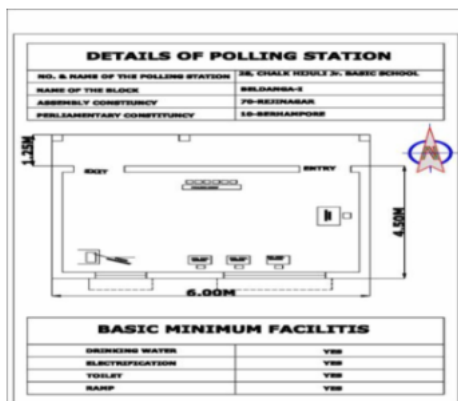 DETAILS OF POLLING STATION
NO. & NAME OF THE POLLING STATION 28, CHALK HIJULI Jr. BASIC SCHOOL
NAME OF THE BLOCK BELDANGA-I
ASSEMBLY CONSTIUNCY 70-REJINAGAR
PERLIAMENTARY CONSTITUNCY 10-BERHAMPORE
1.25M
EXIT
ENTRY
4.50M
6.00M
BASIC MINIMUM FACILITIS
DRINKING WATER YES
ELECTRIFICATION YES
TOILET YES
RAMP YES